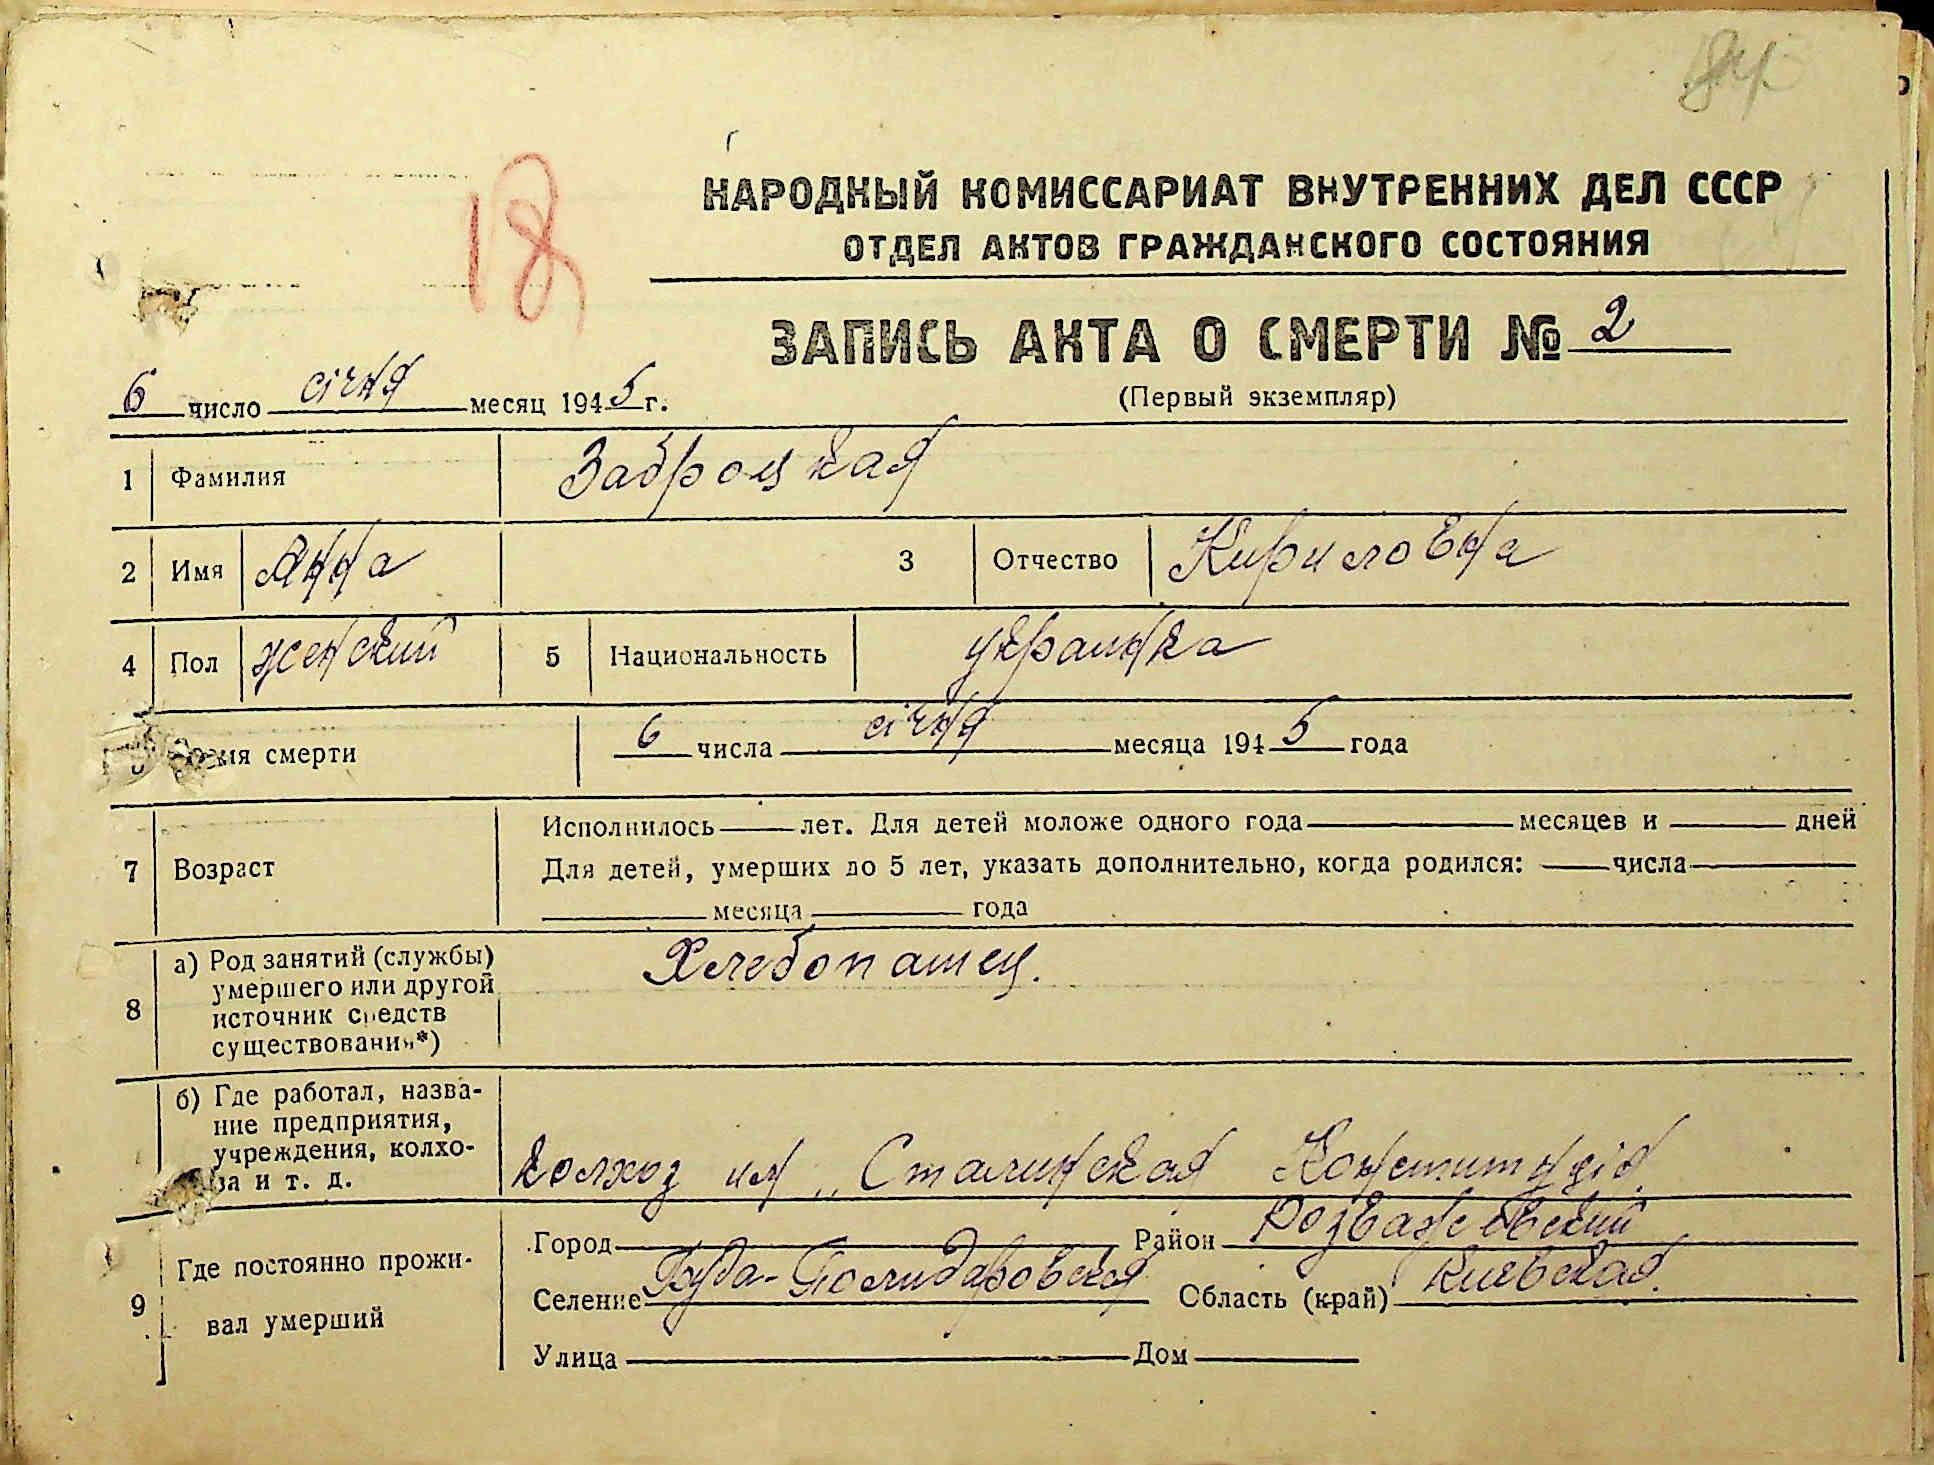 18
НАРОДНЫЙ КОМИССАРИАТ ВНУТРЕННИХ ДЕЛ СССР
ОТДЕЛ АКТОВ ГРАЖДАНСКОГО СОСТОЯНИЯ
ЗАПИСЬ АКТА О СМЕРТИ № 2
(Первый экземпляр)
6 число січня месяц 1945 г.
1 Фамилия Заброцкая
2 Имя Анна 3 Отчество Кириловна
4 Пол женский 5 Национальность украинка
мя смерти 6 числа січня месяца 1945 года
7 Возраст Исполнилось лет. Для детей моложе одного года месяцев и дней
Для детей, умерших до 5 лет, указать дополнительно, когда родился: числа
месяца года
8 а) Род занятий (службы) умершего или другой источник средств существования*) Хлебопашец.
б) Где работал, название предприятия, учреждения, колхоза и т. д. колхоз им „Сталинская Конституція
9 Где постоянно проживал умерший
Город Район Розважевский
Селение Буда-Полидаровская Область (край) Киевская.
Улица Дом